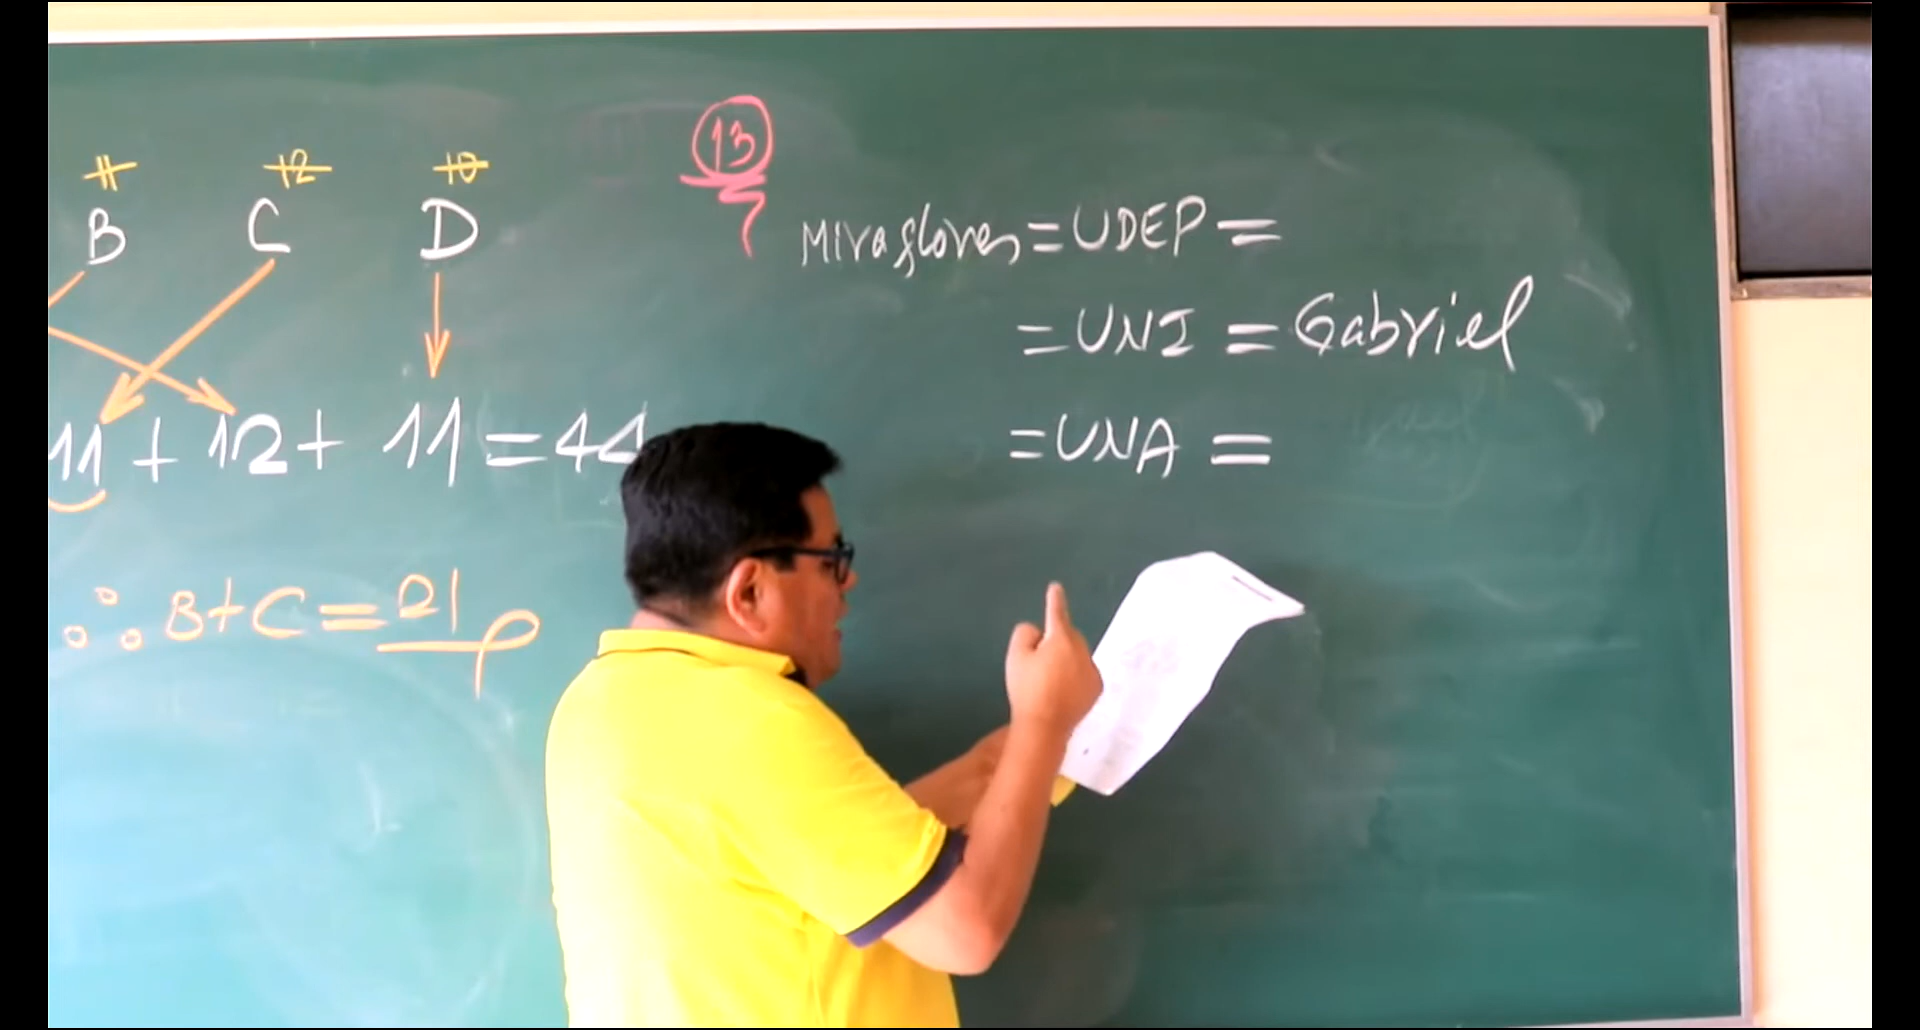 11 12 10
B C D
11 + 12 + 11 = 44
∴ B+C = 21
13
Miraflores = UDEP =
= UNI = Gabriel
= UNA =